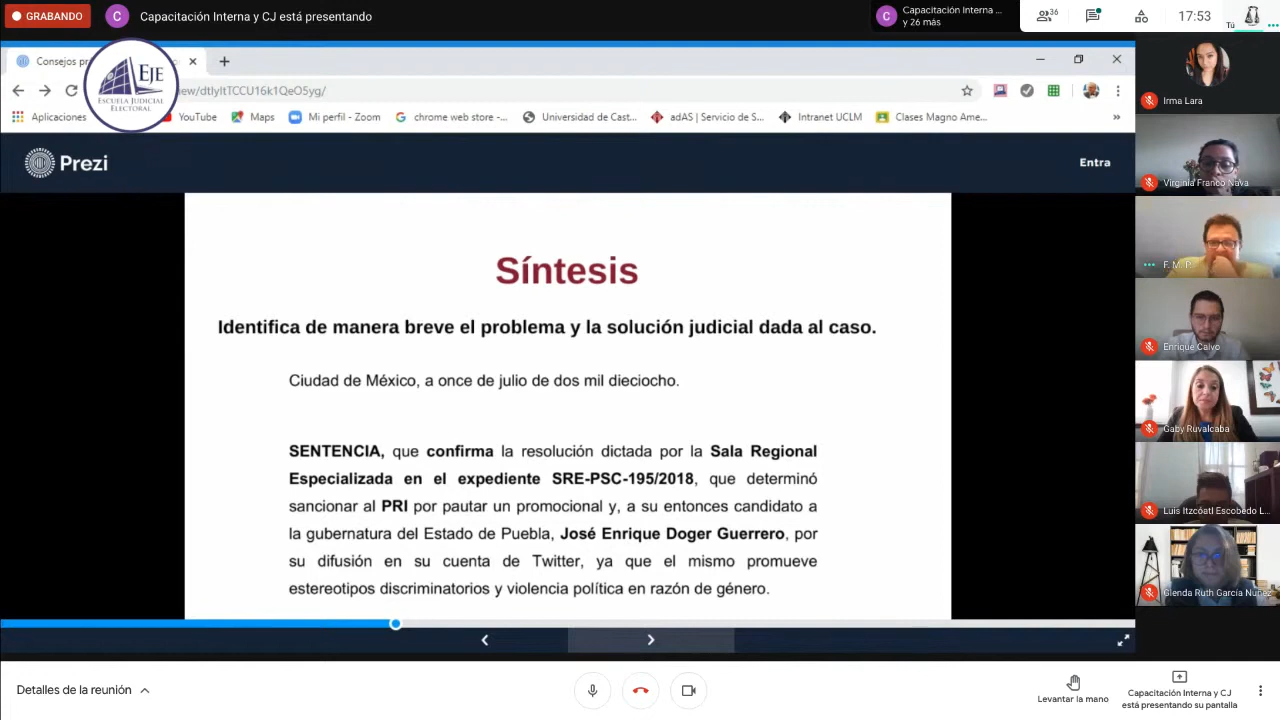 GRABANDO
C
Capacitación Interna y CJ está presentando
C
Capacitación Interna ...
y 26 más
36
17:53
Tú
Consejos pr
EJE
ESCUELA JUDICIAL
ELECTORAL
ew/dtIyItTCCU16k1QeO5yg/
Aplicaciones
YouTube
Maps
Mi perfil - Zoom
chrome web store -...
Universidad de Cast...
adAS | Servicio de S...
Intranet UCLM
Clases Magno Ame...
»
Prezi
Entra
Síntesis
Identifica de manera breve el problema y la solución judicial dada al caso.
Ciudad de México, a once de julio de dos mil dieciocho.
SENTENCIA, que confirma la resolución dictada por la Sala Regional
Especializada en el expediente SRE-PSC-195/2018, que determinó
sancionar al PRI por pautar un promocional y, a su entonces candidato a
la gubernatura del Estado de Puebla, José Enrique Doger Guerrero, por
su difusión en su cuenta de Twitter, ya que el mismo promueve
estereotipos discriminatorios y violencia política en razón de género.
Irma Lara
Virginia Franco Nava
F. M. P.
Enrique Calvo
Gaby Ruvalcaba
Luis Itzcóatl Escobedo L...
Glenda Ruth García Núñez
Detalles de la reunión
Levantar la mano
Capacitación Interna y CJ
está presentando su pantalla